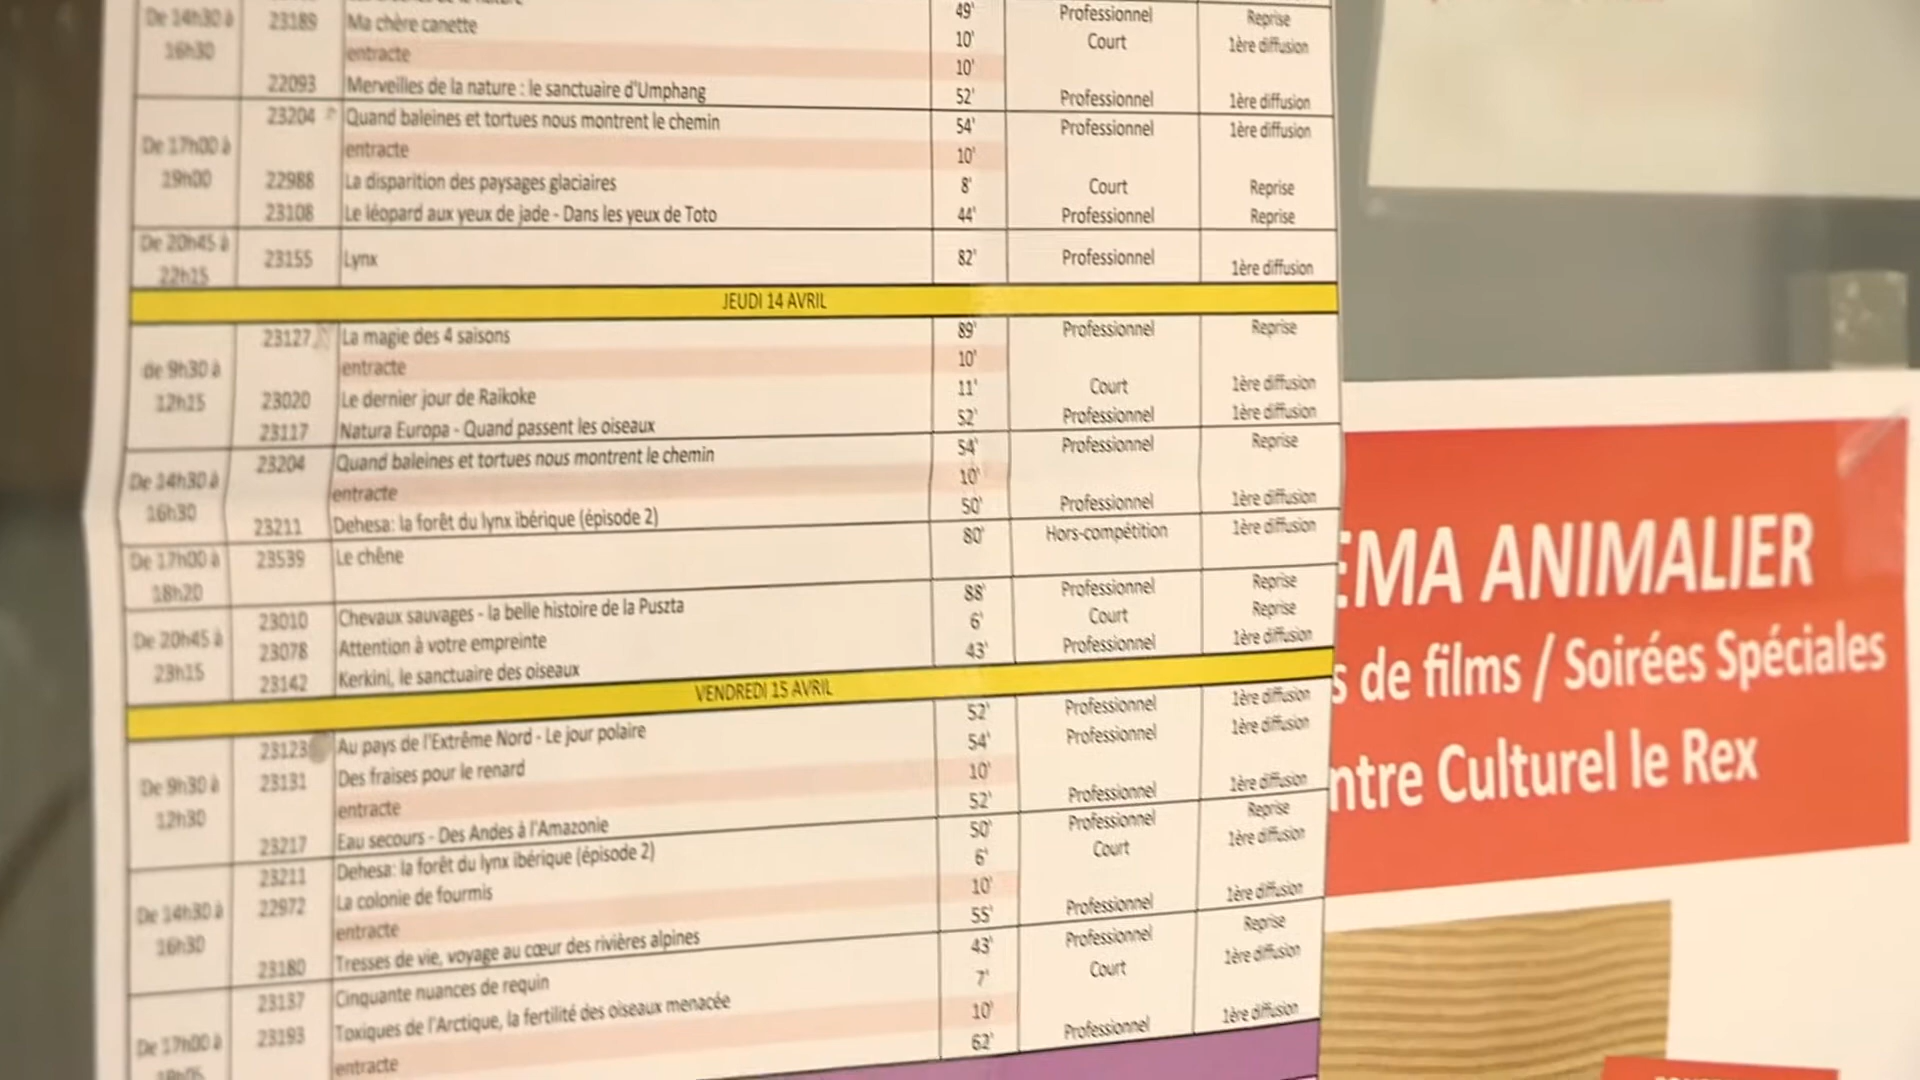 De 14h30 à 16h30
23189 Ma chère canette 49' Professionnel Reprise
entracte 10' Court 1ère diffusion
10'
22093 Merveilles de la nature : le sanctuaire d'Umphang 52' Professionnel 1ère diffusion
De 17h00 à 19h00
23204 Quand baleines et tortues nous montrent le chemin 54' Professionnel 1ère diffusion
entracte 10'
22988 La disparition des paysages glaciaires 8' Court Reprise
23108 Le léopard aux yeux de jade - Dans les yeux de Toto 44' Professionnel Reprise
De 20h45 à 22h15
23155 Lynx 82' Professionnel 1ère diffusion
JEUDI 14 AVRIL
de 9h30 à 12h15
23127 La magie des 4 saisons 89' Professionnel Reprise
entracte 10'
23020 Le dernier jour de Raikoke 11' Court 1ère diffusion
23117 Natura Europa - Quand passent les oiseaux 52' Professionnel 1ère diffusion
De 14h30 à 16h30
23204 Quand baleines et tortues nous montrent le chemin 54' Professionnel Reprise
entracte 10'
23211 Dehesa: la forêt du lynx ibérique (épisode 2) 50' Professionnel 1ère diffusion
De 17h00 à 18h20
23539 Le chêne 80' Hors-compétition 1ère diffusion
De 20h45 à 23h15
23010 Chevaux sauvages - la belle histoire de la Puszta 88' Professionnel Reprise
23078 Attention à votre empreinte 6' Court Reprise
23142 Kerkini, le sanctuaire des oiseaux 43' Professionnel 1ère diffusion
VENDREDI 15 AVRIL
De 9h30 à 12h30
23123 Au pays de l'Extrême Nord - Le jour polaire 52' Professionnel 1ère diffusion
23131 Des fraises pour le renard 54' Professionnel 1ère diffusion
entracte 10'
23217 Eau secours - Des Andes à l'Amazonie 52' Professionnel 1ère diffusion
De 14h30 à 16h30
23211 Dehesa: la forêt du lynx ibérique (épisode 2) 50' Professionnel Reprise
22972 La colonie de fourmis 6' Court 1ère diffusion
entracte 10'
23180 Tresses de vie, voyage au cœur des rivières alpines 55' Professionnel 1ère diffusion
De 17h00 à
23137 Cinquante nuances de requin 43' Professionnel Reprise
23193 Toxiques de l'Arctique, la fertilité des oiseaux menacée 7' Court 1ère diffusion
entracte 10'
62' Professionnel 1ère diffusion
EMA ANIMALIER
s de films / Soirées Spéciales
ntre Culturel le Rex